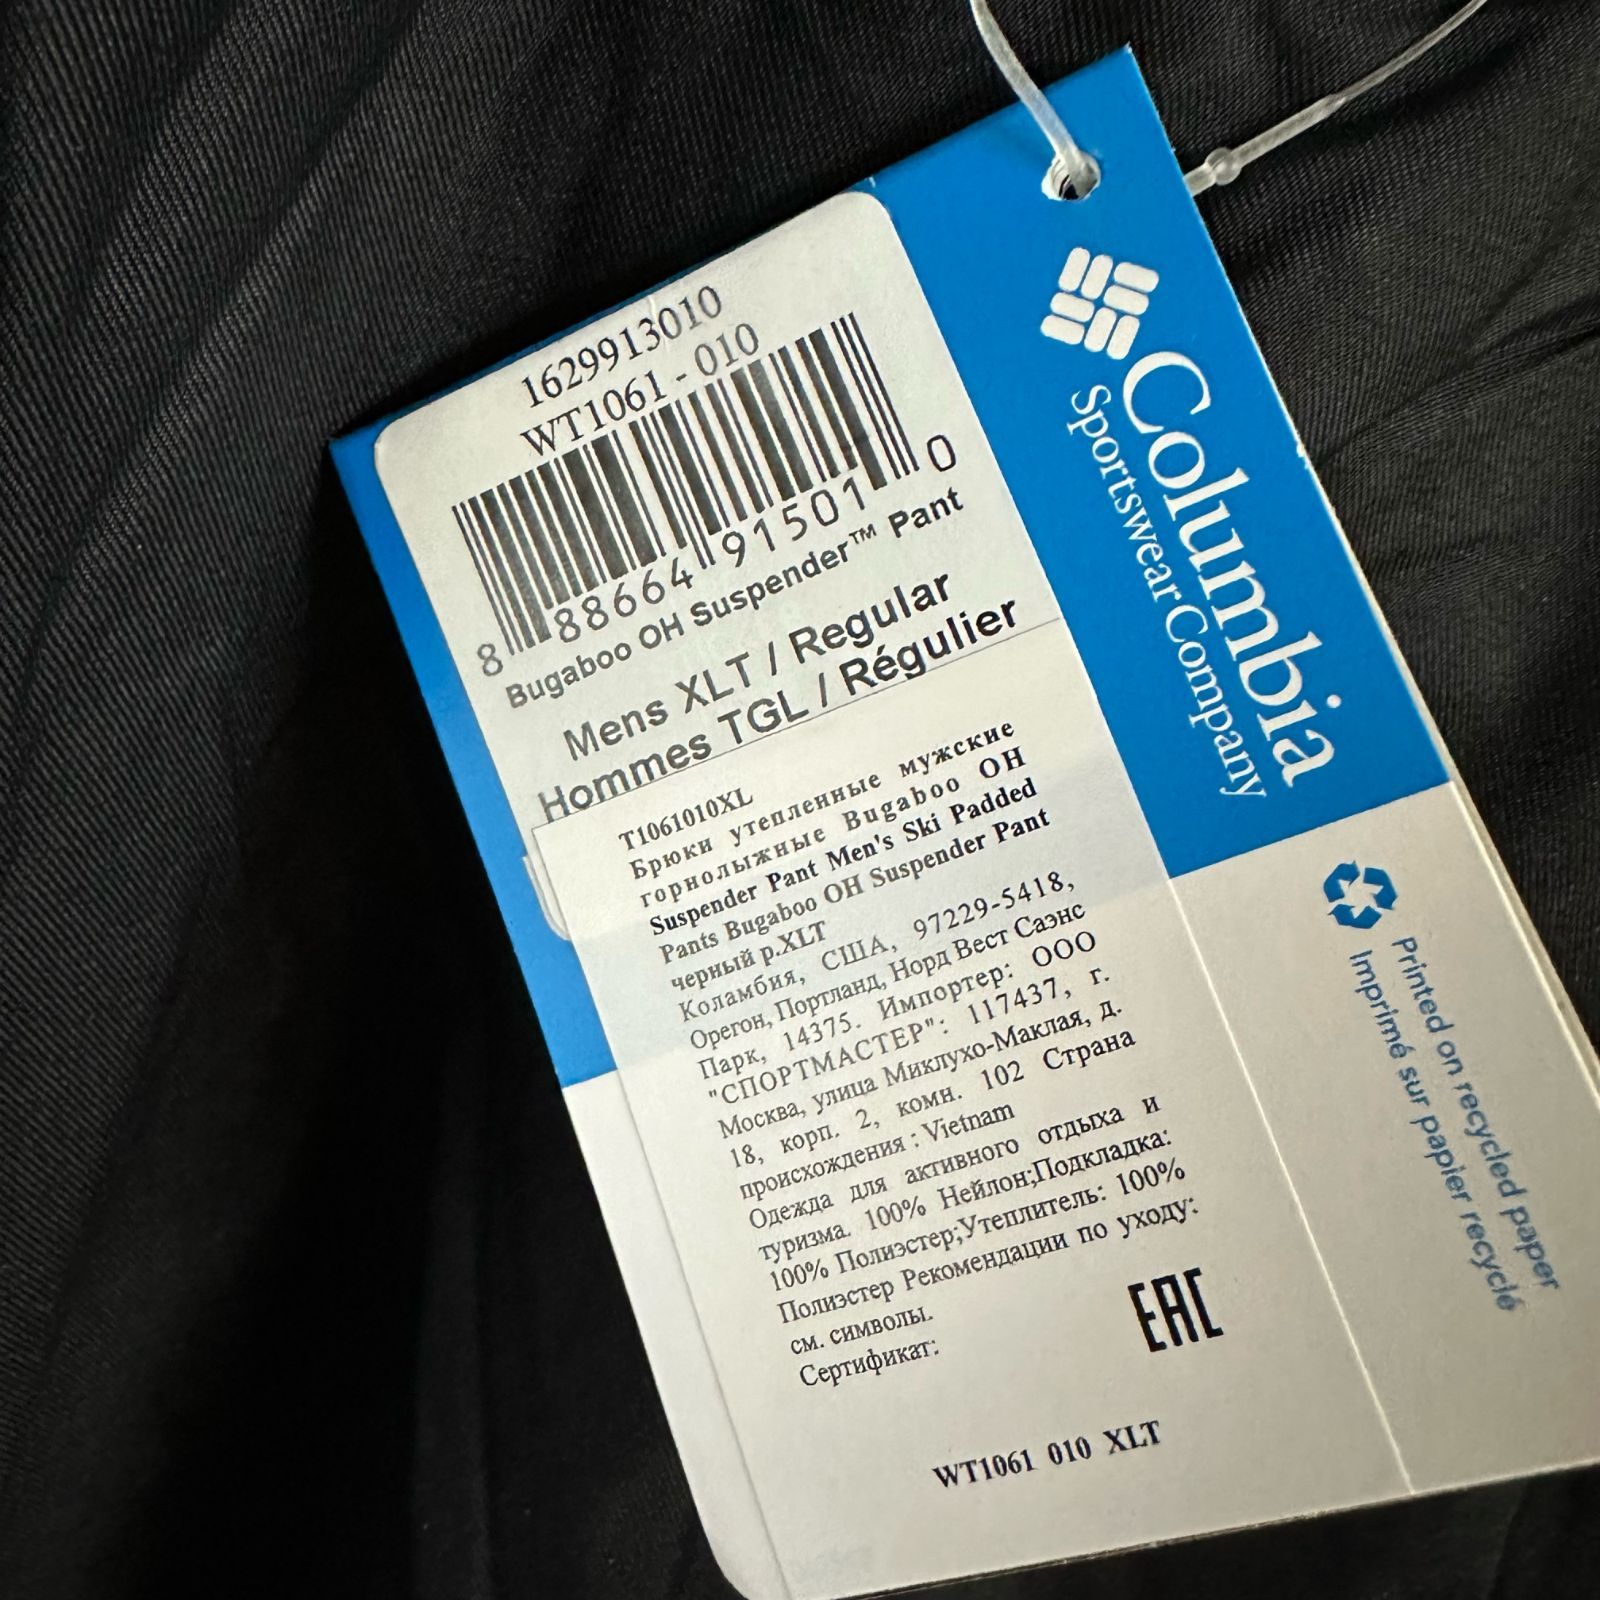 1629913010
WT1061 - 010
8 88664 91501 0
Bugaboo OH Suspender™ Pant
Mens XLT / Regular
Hommes TGL / Régulier
T1061010XL
Брюки утепленные мужские
горнолыжные Bugaboo OH
Suspender Pant Men's Ski Padded
Pants Bugaboo OH Suspender Pant
черный р.XLT
Коламбия, США, 97229-5418,
Орегон, Портланд, Норд Вест Саэнс
Парк, 14375. Импортер: ООО
"СПОРТМАСТЕР": 117437, г.
Москва, улица Миклухо-Маклая, д.
18, корп. 2, комн. 102 Страна
происхождения : Vietnam
Одежда для активного отдыха и
туризма. 100% Нейлон;Подкладка:
100% Полиэстер;Утеплитель: 100%
Полиэстер Рекомендации по уходу:
см. символы.
Сертификат:
EAC
WT1061 010 XLT
Columbia
Sportswear Company
Printed on recycled paper
Imprimé sur papier recyclé